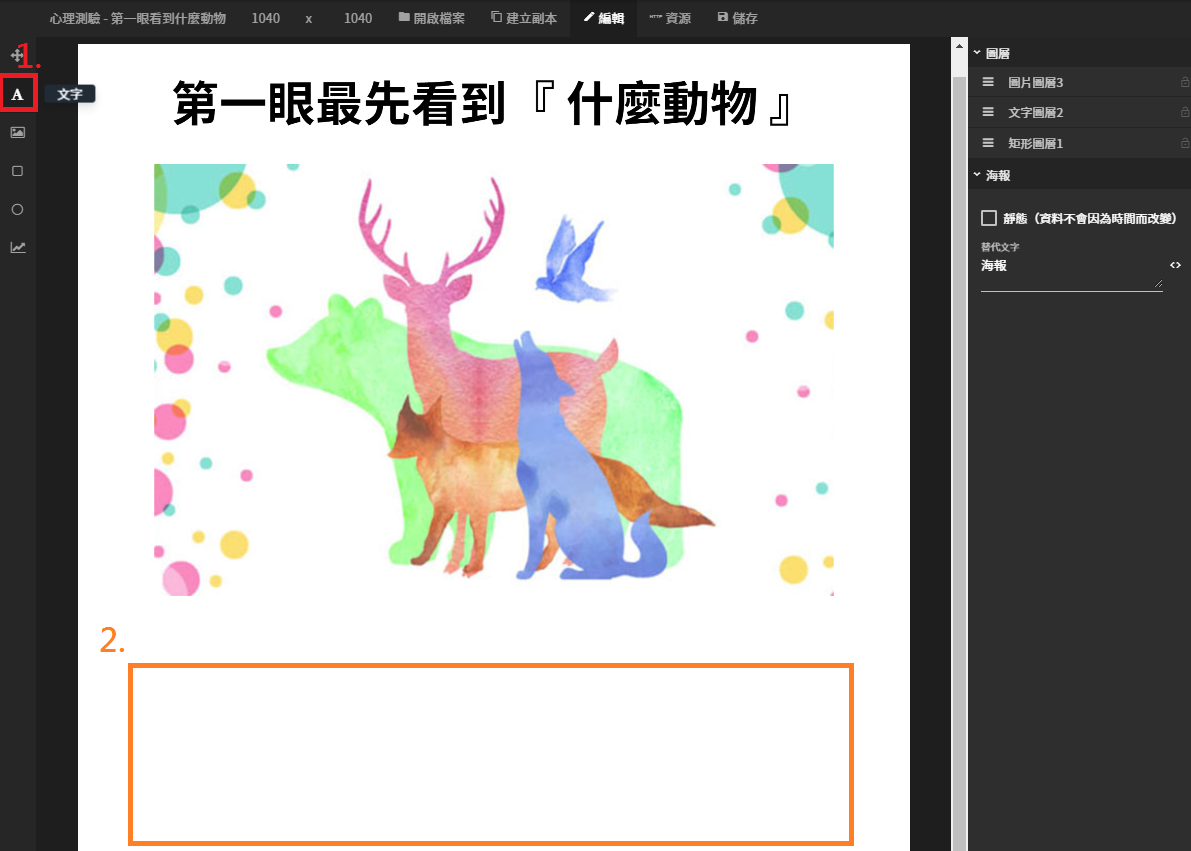 心理測驗 - 第一眼看到什麼動物 1040 x 1040 開啟檔案 建立副本 編輯 HTTP 資源 儲存
1.
A 文字
第一眼最先看到『 什麼動物 』
2.
圖層
圖片圖層3
文字圖層2
矩形圖層1
海報
靜態（資料不會因為時間而改變）
替代文字
海報